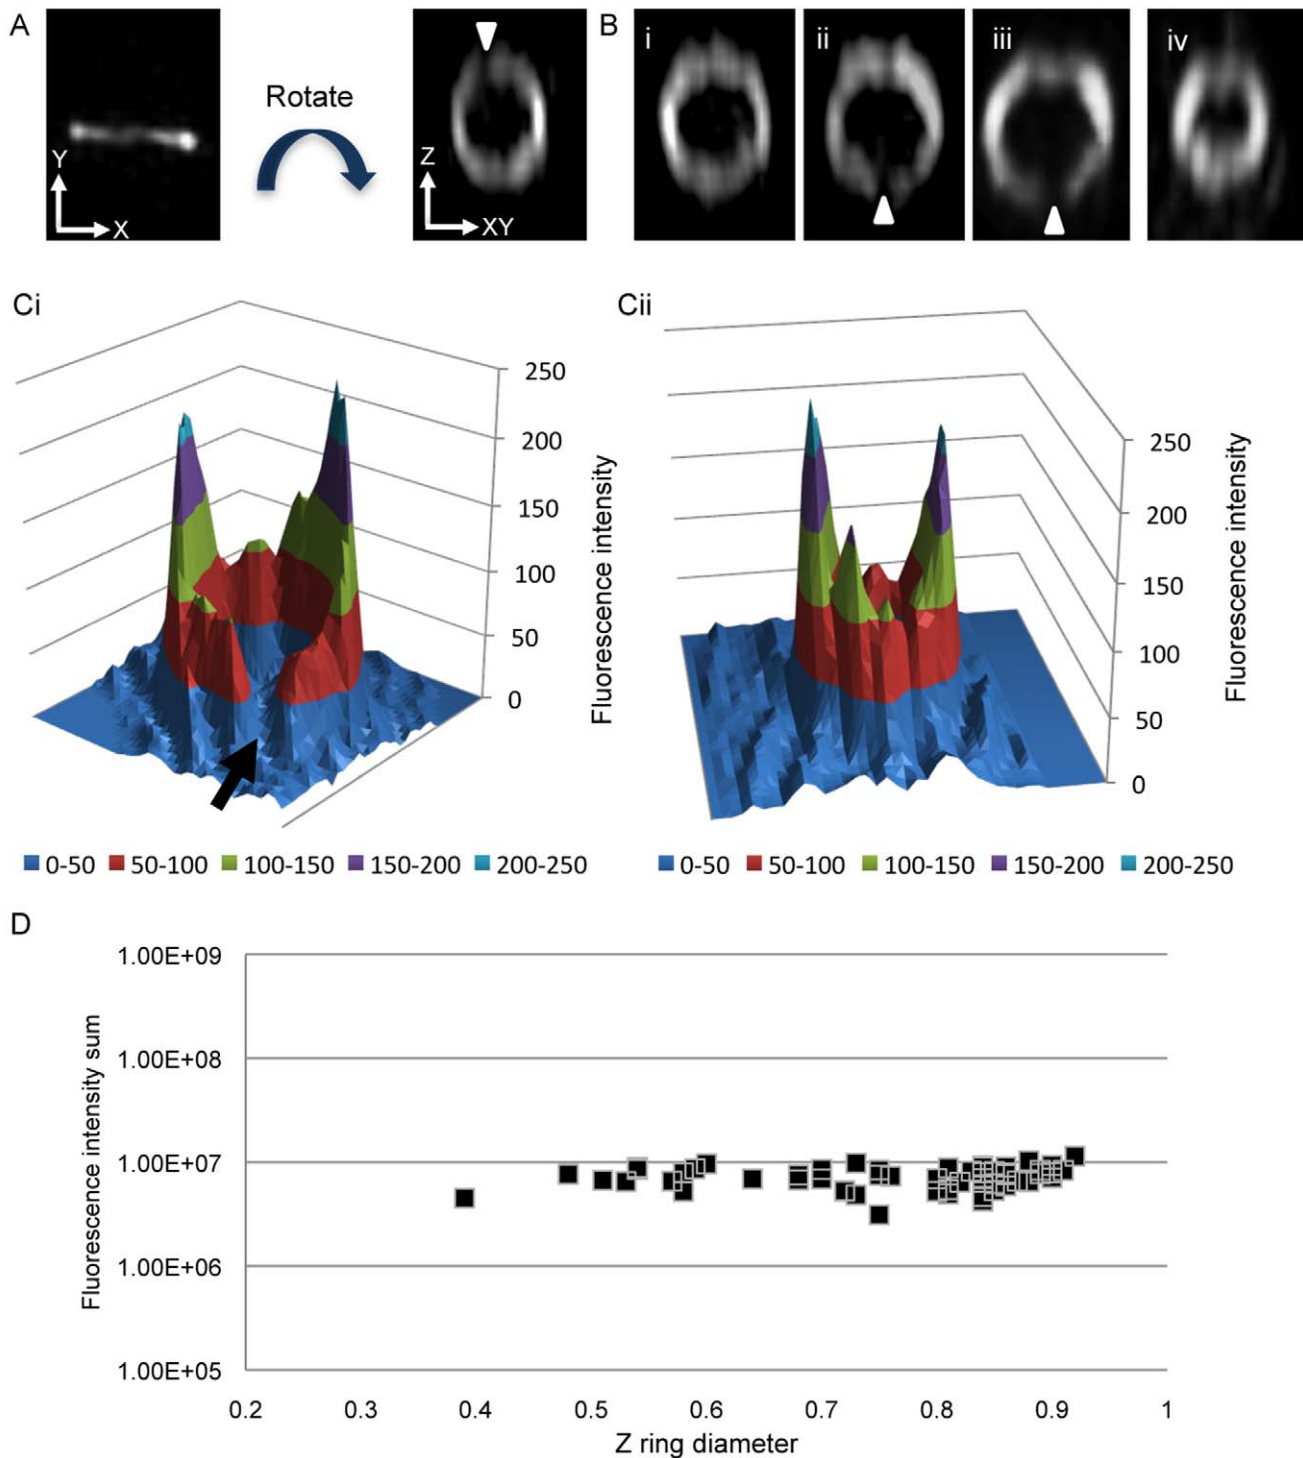 A
Y
X
Rotate
Z
XY
B
i
ii
iii
iv
Ci
250
200
150
100
50
0
Fluorescence intensity
0-50 50-100 100-150 150-200 200-250
Cii
250
200
150
100
50
0
Fluorescence intensity
0-50 50-100 100-150 150-200 200-250
D
1.00E+09
1.00E+08
1.00E+07
1.00E+06
1.00E+05
Fluorescence intensity sum
0.2 0.3 0.4 0.5 0.6 0.7 0.8 0.9 1
Z ring diameter